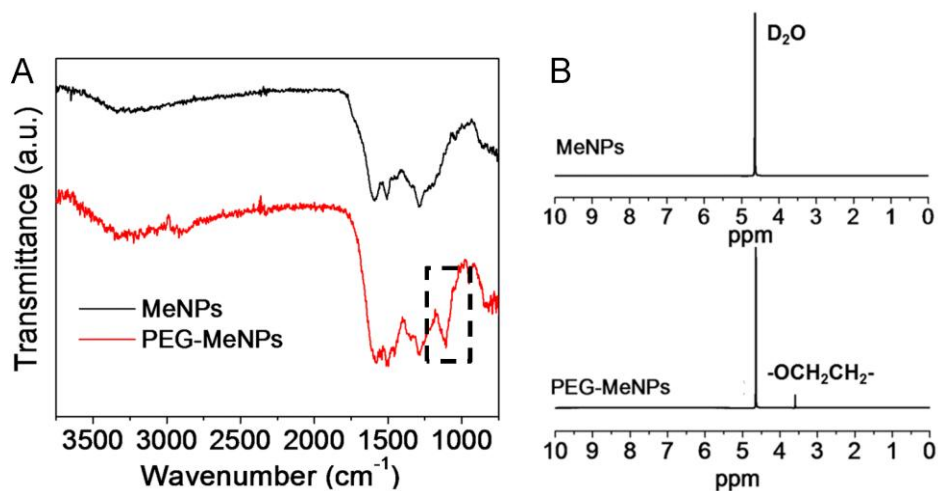 A
Transmittance (a.u.)
MeNPs
PEG-MeNPs
3500 3000 2500 2000 1500 1000
Wavenumber (cm⁻¹)
B
D₂O
MeNPs
10 9 8 7 6 5 4 3 2 1 0
ppm
-OCH₂CH₂-
PEG-MeNPs
10 9 8 7 6 5 4 3 2 1 0
ppm